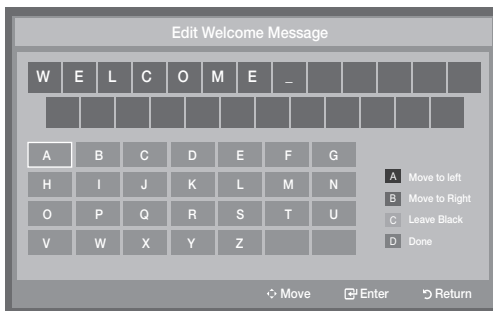 Edit Welcome Message
W E L C O M E _
A B C D E F G
H I J K L M N
O P Q R S T U
V W X Y Z
A Move to left
B Move to Right
C Leave Black
D Done
Move Enter Return